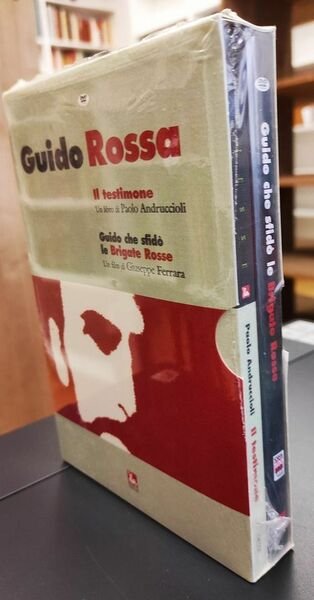 DVD
Guido Rossa
Il testimone
Un libro di Paolo Andruccioli
Guido che sfidò
le Brigate Rosse
Un film di Giuseppe Ferrara
Guido che sfidò le Brigate Rosse
Paolo Andruccioli
Il testimone